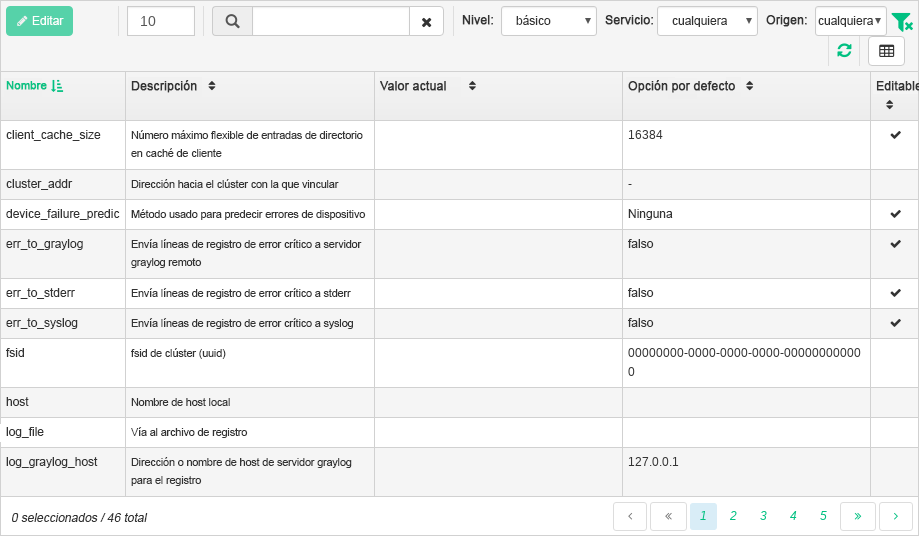 Editar
10
Nivel: básico Servicio: cualquiera Origen: cualquiera
Nombre Descripción Valor actual Opción por defecto Editable
client_cache_size Número máximo flexible de entradas de directorio 16384
en caché de cliente
cluster_addr Dirección hacia el clúster con la que vincular -
device_failure_predic Método usado para predecir errores de dispositivo Ninguna
err_to_graylog Envía líneas de registro de error crítico a servidor falso
graylog remoto
err_to_stderr Envía líneas de registro de error crítico a stderr falso
err_to_syslog Envía líneas de registro de error crítico a syslog falso
fsid fsid de clúster (uuid) 00000000-0000-0000-0000-00000000000
0
host Nombre de host local
log_file Vía al archivo de registro
log_graylog_host Dirección o nombre de host de servidor graylog 127.0.0.1
para el registro
0 seleccionados / 46 total
‹ « 1 2 3 4 5 » ›